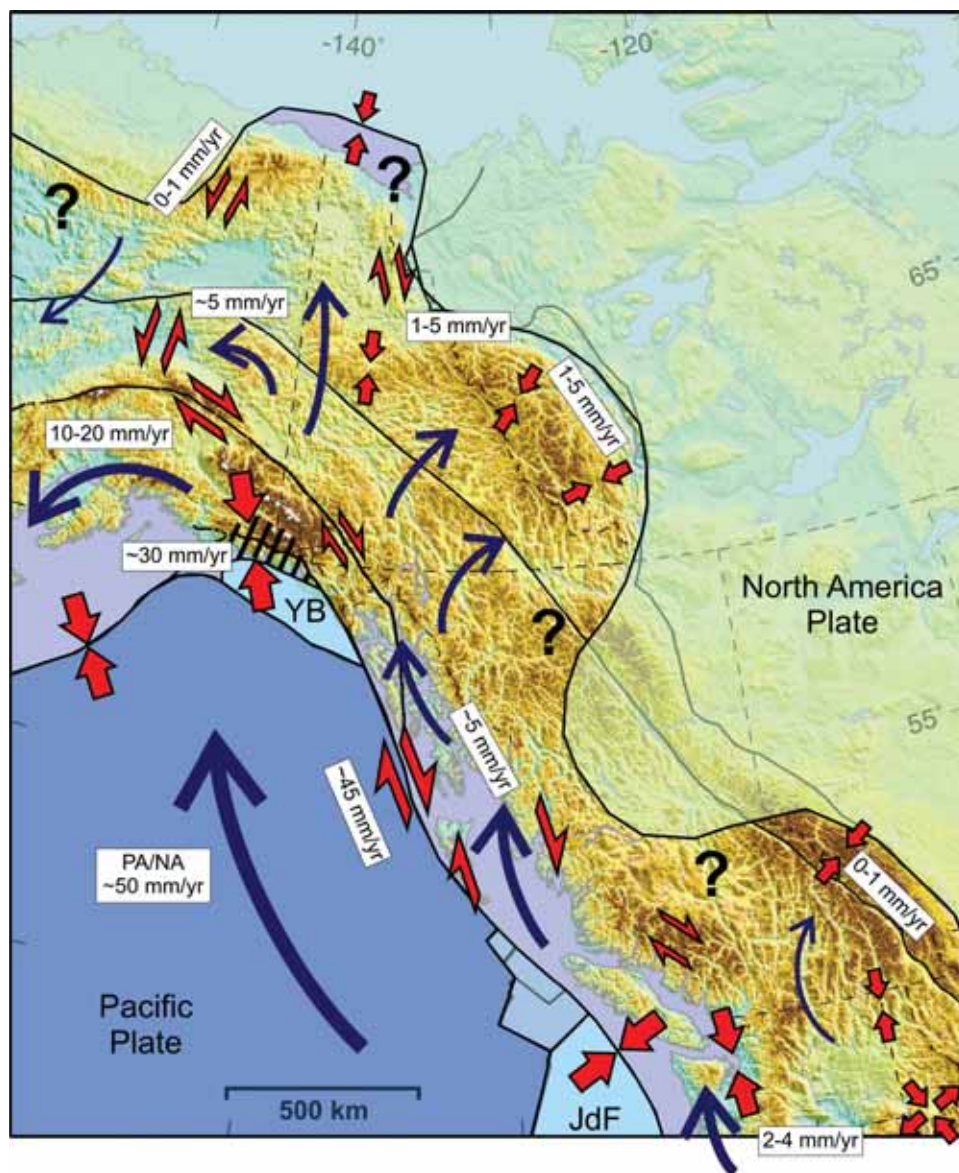 -140°
-120°
0-1 mm/yr
?
?
65°
~5 mm/yr
1-5 mm/yr
1-5 mm/yr
10-20 mm/yr
~30 mm/yr
YB
North America
Plate
?
~5 mm/yr
55°
~45 mm/yr
PA/NA
~50 mm/yr
?
0-1 mm/yr
Pacific
Plate
500 km
JdF
2-4 mm/yr